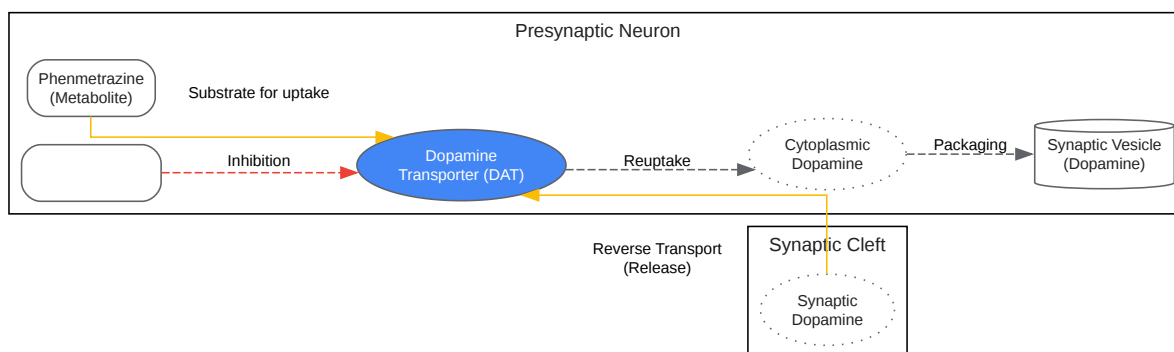 Presynaptic Neuron
Phenmetrazine
(Metabolite)
Substrate for uptake
Inhibition
Dopamine
Transporter (DAT)
Reuptake
Cytoplasmic
Dopamine
Packaging
Synaptic Vesicle
(Dopamine)
Reverse Transport
(Release)
Synaptic Cleft
Synaptic
Dopamine